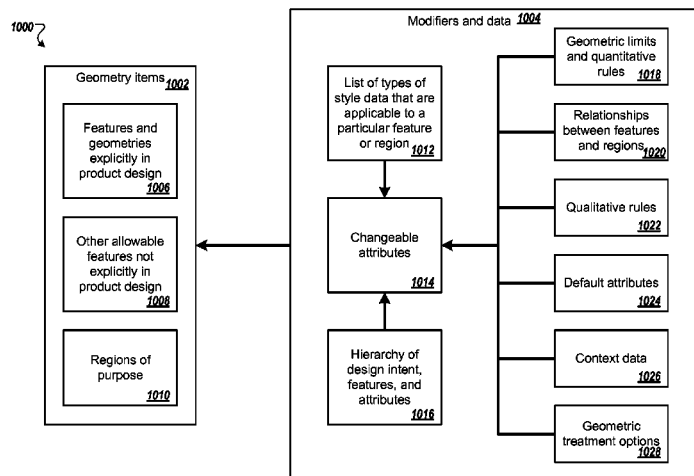 1000
Geometry items 1002
Features and
geometries
explicitly in
product design
1006
Other allowable
features not
explicitly in
product design
1008
Regions of
purpose
1010
Modifiers and data 1004
List of types of
style data that are
applicable to a
particular feature
or region 1012
Changeable
attributes
1014
Hierarchy of
design intent,
features, and
attributes
1016
Geometric limits
and quantitative
rules 1018
Relationships
between features
and regions
1020
Qualitative rules
1022
Default attributes
1024
Context data
1026
Geometric
treatment options
1028